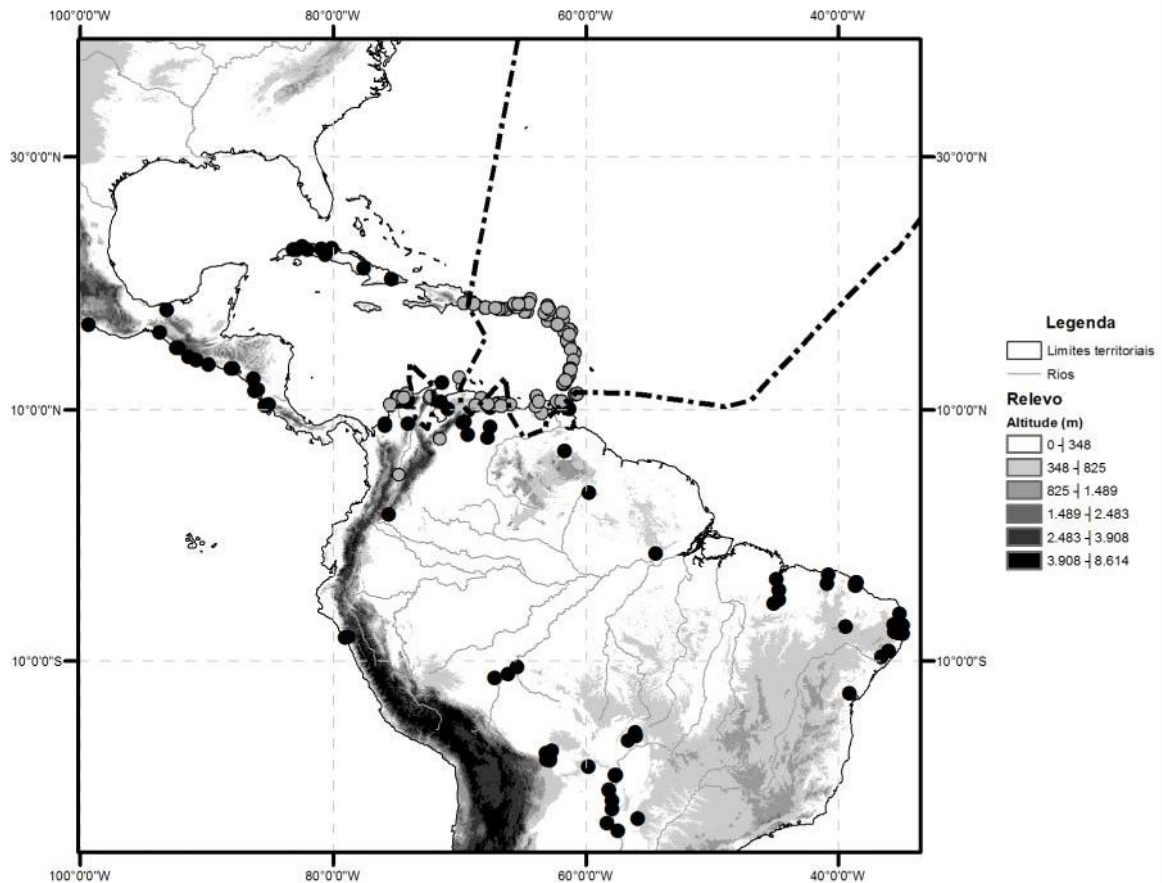 100°0'0"W 80°0'0"W 60°0'0"W 40°0'0"W
30°0'0"N 30°0'0"N
10°0'0"N 10°0'0"N
10°0'0"S 10°0'0"S
100°0'0"W 80°0'0"W 60°0'0"W 40°0'0"W
Legenda
Limites territoriais
Rios
Relevo
Altitude (m)
0 ┤ 348
348 ┤ 825
825 ┤ 1.489
1.489 ┤ 2.483
2.483 ┤ 3.908
3.908 ┤ 8.614